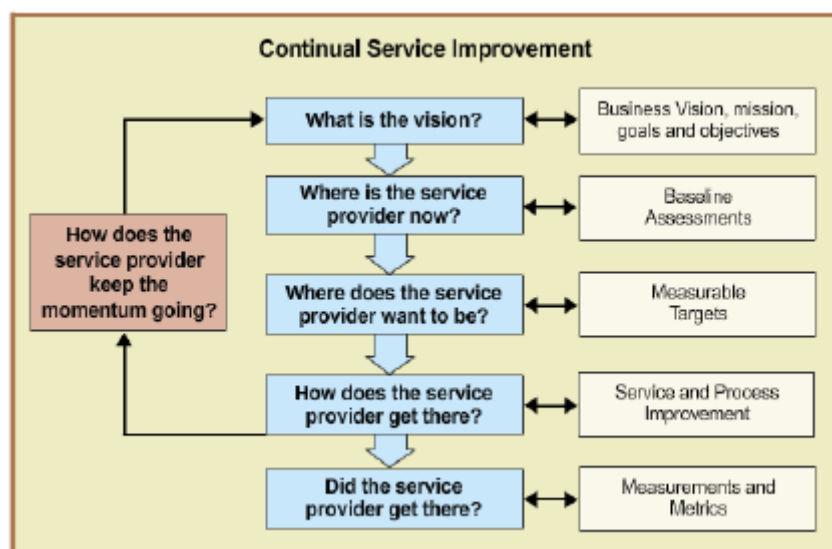 Continual Service Improvement
What is the vision?
Business Vision, mission,
goals and objectives
Where is the service
provider now?
Baseline
Assessments
How does the
service provider
keep the
momentum going?
Where does the service
provider want to be?
Measurable
Targets
How does the service
provider get there?
Service and Process
Improvement
Did the service
provider get there?
Measurements and
Metrics